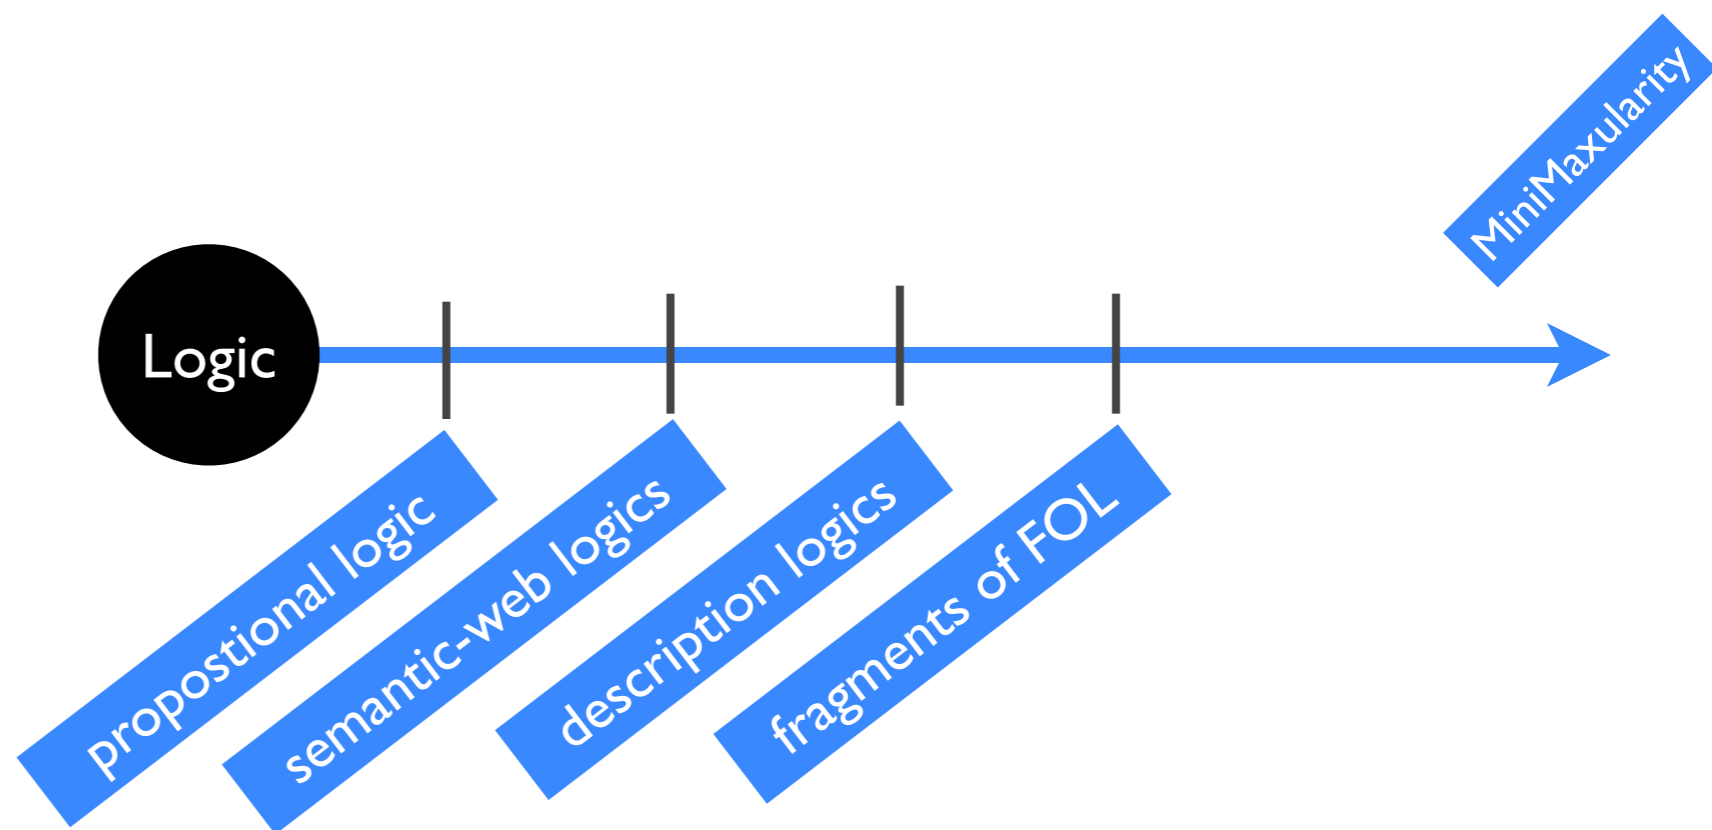 MiniMaxularity
Logic
propostional logic
semantic-web logics
description logics
fragments of FOL